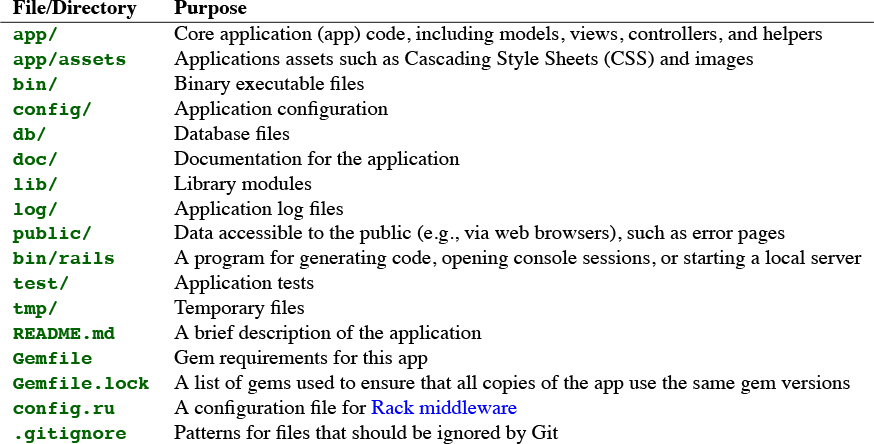 File/Directory Purpose
app/ Core application (app) code, including models, views, controllers, and helpers
app/assets Applications assets such as Cascading Style Sheets (CSS) and images
bin/ Binary executable files
config/ Application configuration
db/ Database files
doc/ Documentation for the application
lib/ Library modules
log/ Application log files
public/ Data accessible to the public (e.g., via web browsers), such as error pages
bin/rails A program for generating code, opening console sessions, or starting a local server
test/ Application tests
tmp/ Temporary files
README.md A brief description of the application
Gemfile Gem requirements for this app
Gemfile.lock A list of gems used to ensure that all copies of the app use the same gem versions
config.ru A configuration file for Rack middleware
.gitignore Patterns for files that should be ignored by Git